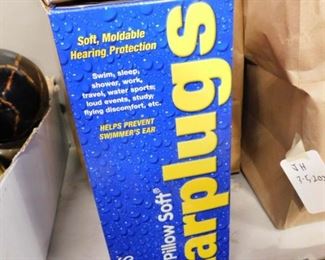 Soft, Moldable
Hearing Protection
Swim, sleep,
shower, work,
travel, water sports,
loud events, study,
flying discomfort, etc.
HELPS PREVENT
SWIMMER'S EAR
Pillow Soft®
arplugs
JH